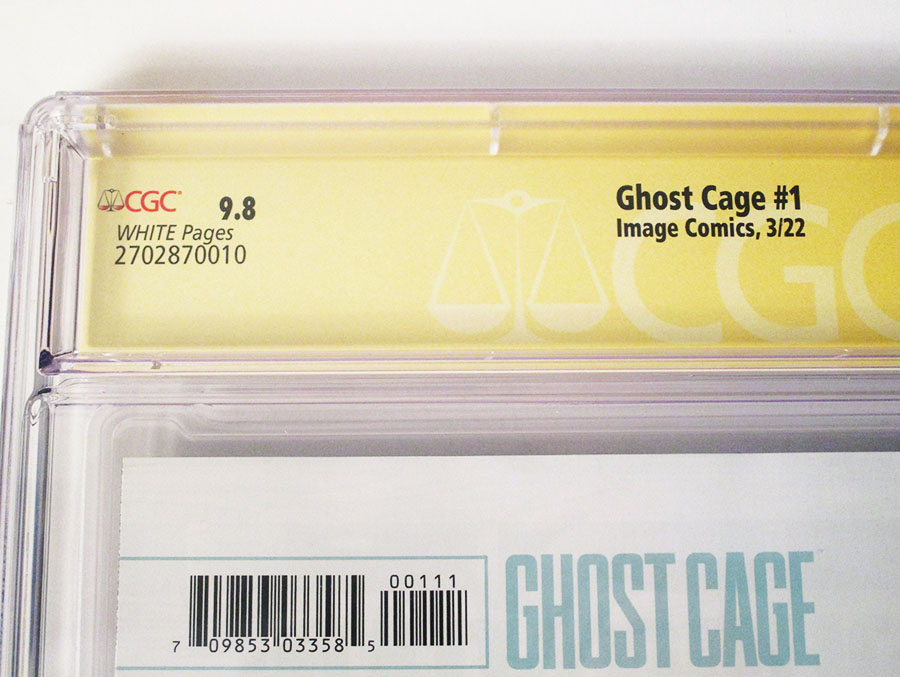 CGC®
9.8
WHITE Pages
2702870010
Ghost Cage #1
Image Comics, 3/22
CGC
00111
7 09853 03358 5
GHOST CAGE